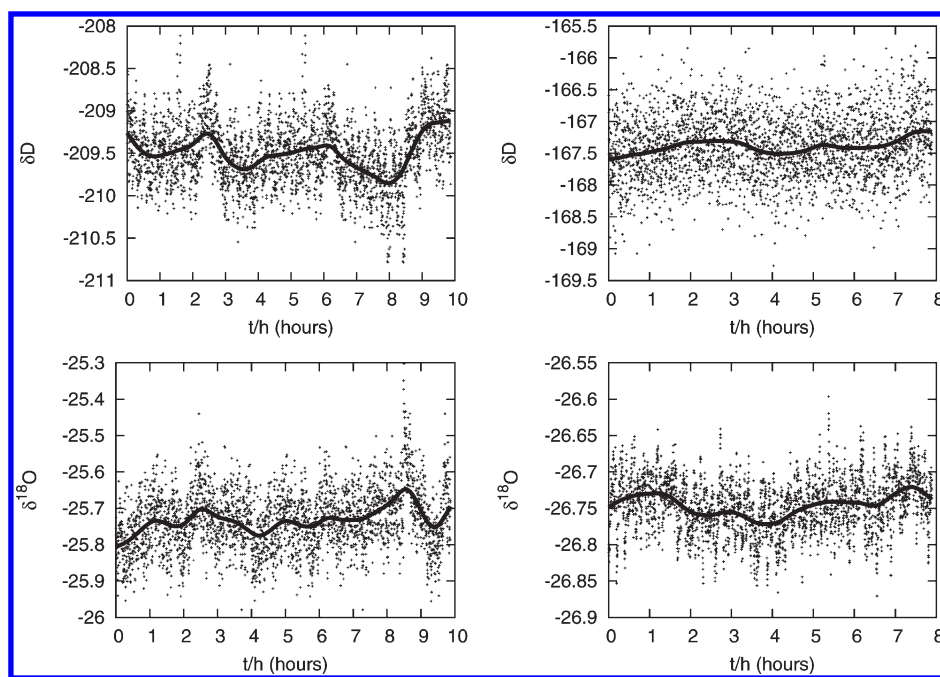 -208
-208.5
-209
-209.5
-210
-210.5
-211
δD
0 1 2 3 4 5 6 7 8 9 10
t/h (hours)
-165.5
-166
-166.5
-167
-167.5
-168
-168.5
-169
-169.5
δD
0 1 2 3 4 5 6 7 8
t/h (hours)
-25.3
-25.4
-25.5
-25.6
-25.7
-25.8
-25.9
-26
δ18O
0 1 2 3 4 5 6 7 8 9 10
t/h (hours)
-26.55
-26.6
-26.65
-26.7
-26.75
-26.8
-26.85
-26.9
δ18O
0 1 2 3 4 5 6 7 8
t/h (hours)